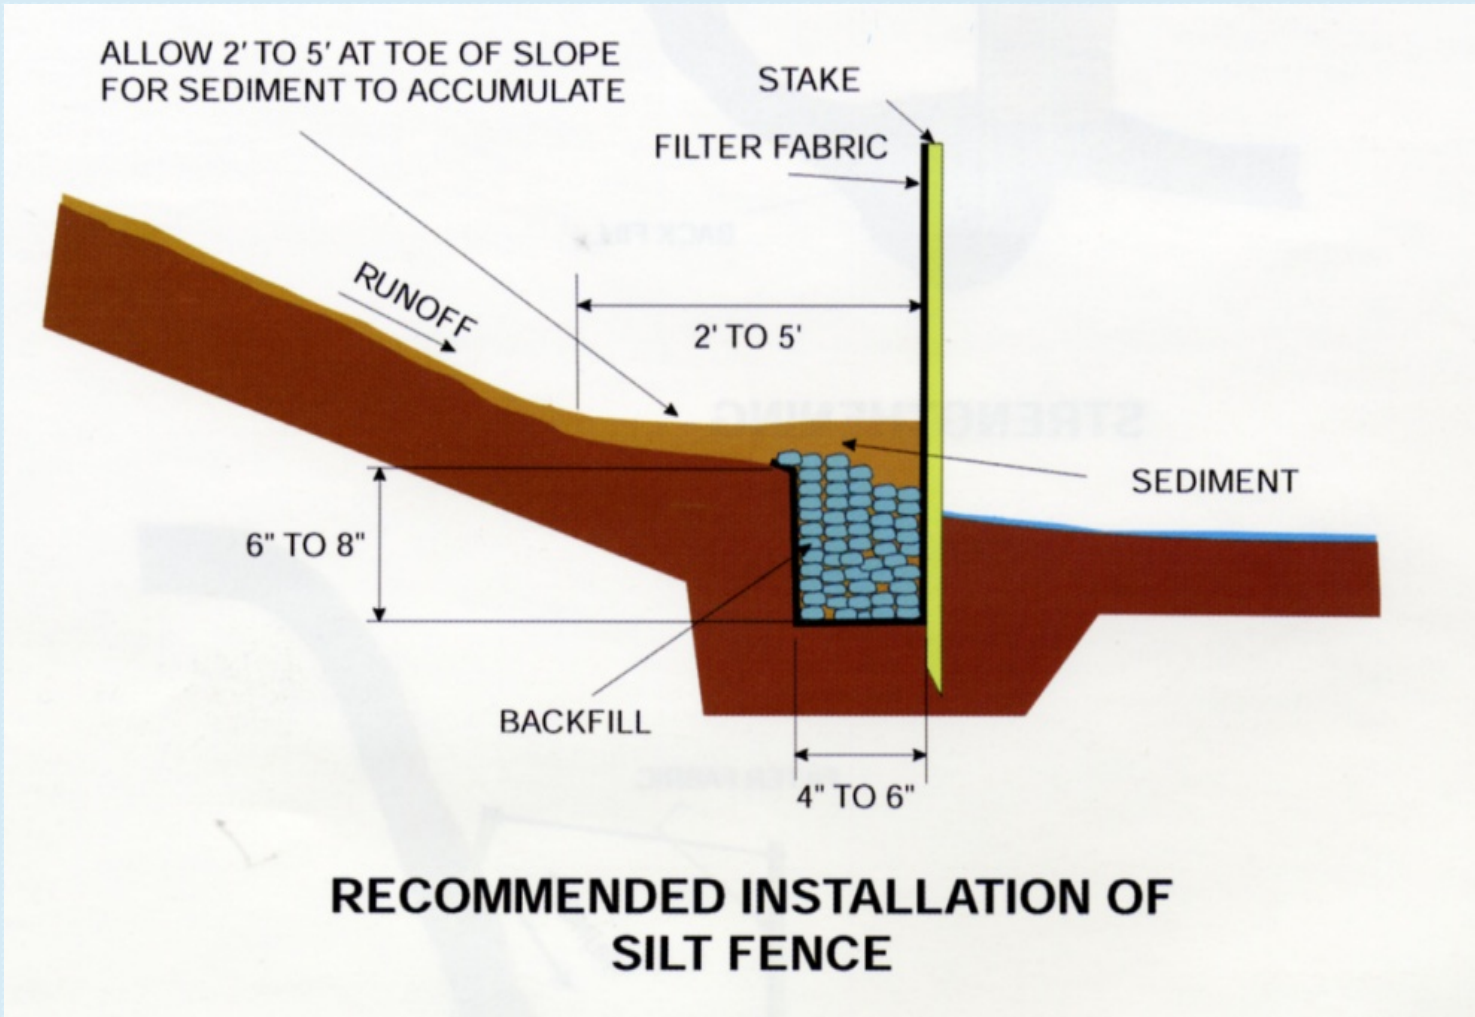 ALLOW 2' TO 5' AT TOE OF SLOPE
FOR SEDIMENT TO ACCUMULATE
STAKE
FILTER FABRIC
RUNOFF
2' TO 5'
SEDIMENT
6" TO 8"
BACKFILL
4" TO 6"
RECOMMENDED INSTALLATION OF
SILT FENCE